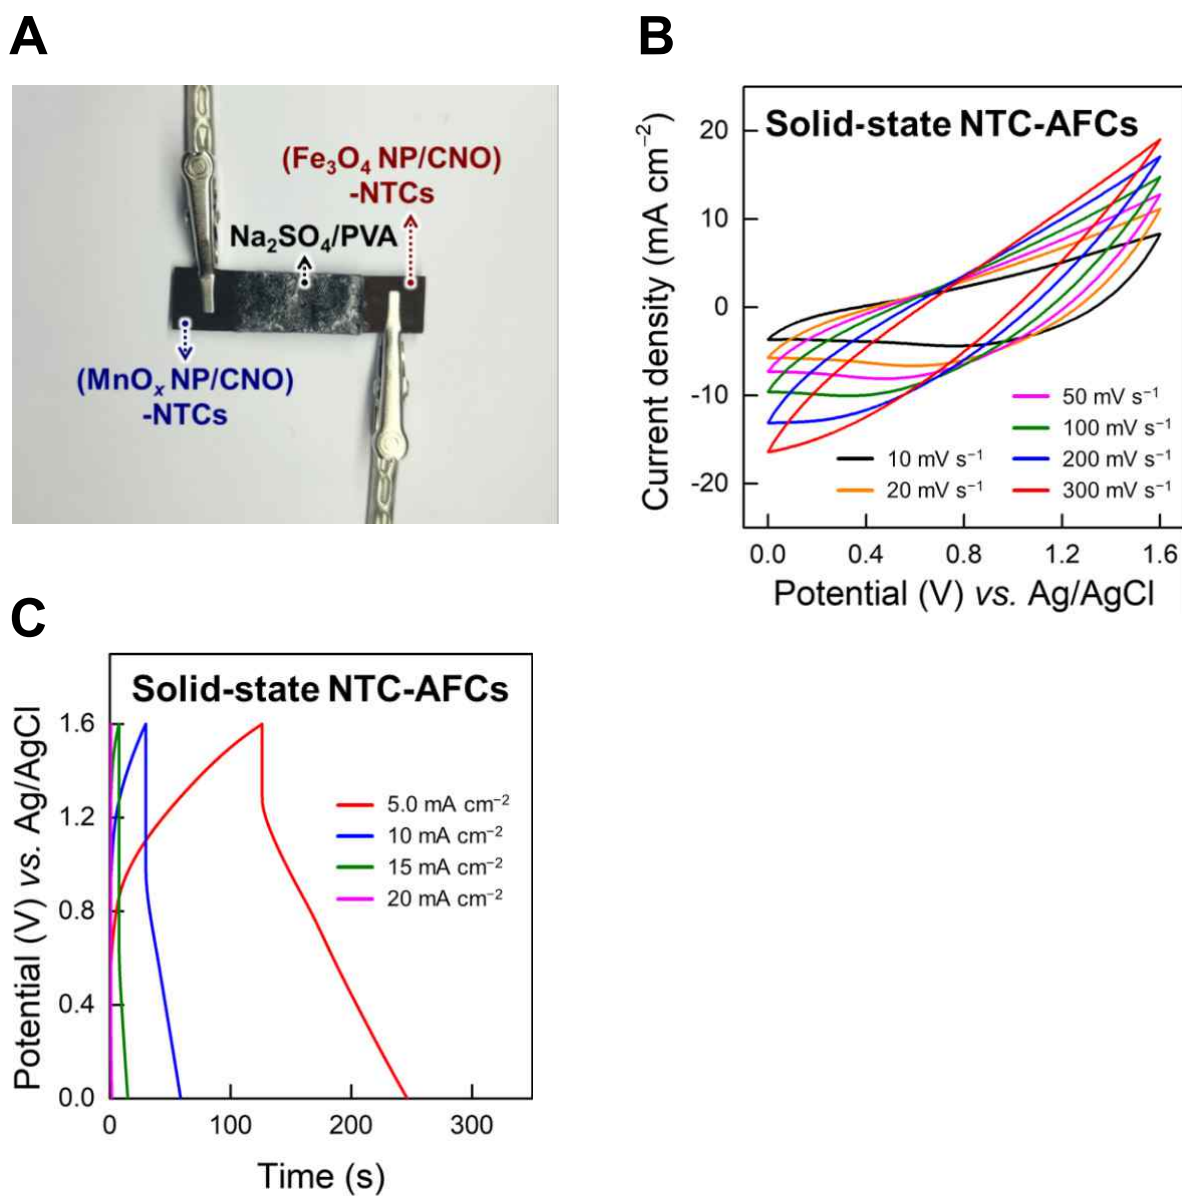 A
(Fe₃O₄ NP/CNO)
-NTCs
Na₂SO₄/PVA
(MnOₓ NP/CNO)
-NTCs
B
Solid-state NTC-AFCs
Current density (mA cm⁻²)
20
10
0
-10
-20
50 mV s⁻¹
100 mV s⁻¹
10 mV s⁻¹
200 mV s⁻¹
20 mV s⁻¹
300 mV s⁻¹
0.0 0.4 0.8 1.2 1.6
Potential (V) vs. Ag/AgCl
C
Solid-state NTC-AFCs
Potential (V) vs. Ag/AgCl
1.6
1.2
0.8
0.4
0.0
5.0 mA cm⁻²
10 mA cm⁻²
15 mA cm⁻²
20 mA cm⁻²
0 100 200 300
Time (s)